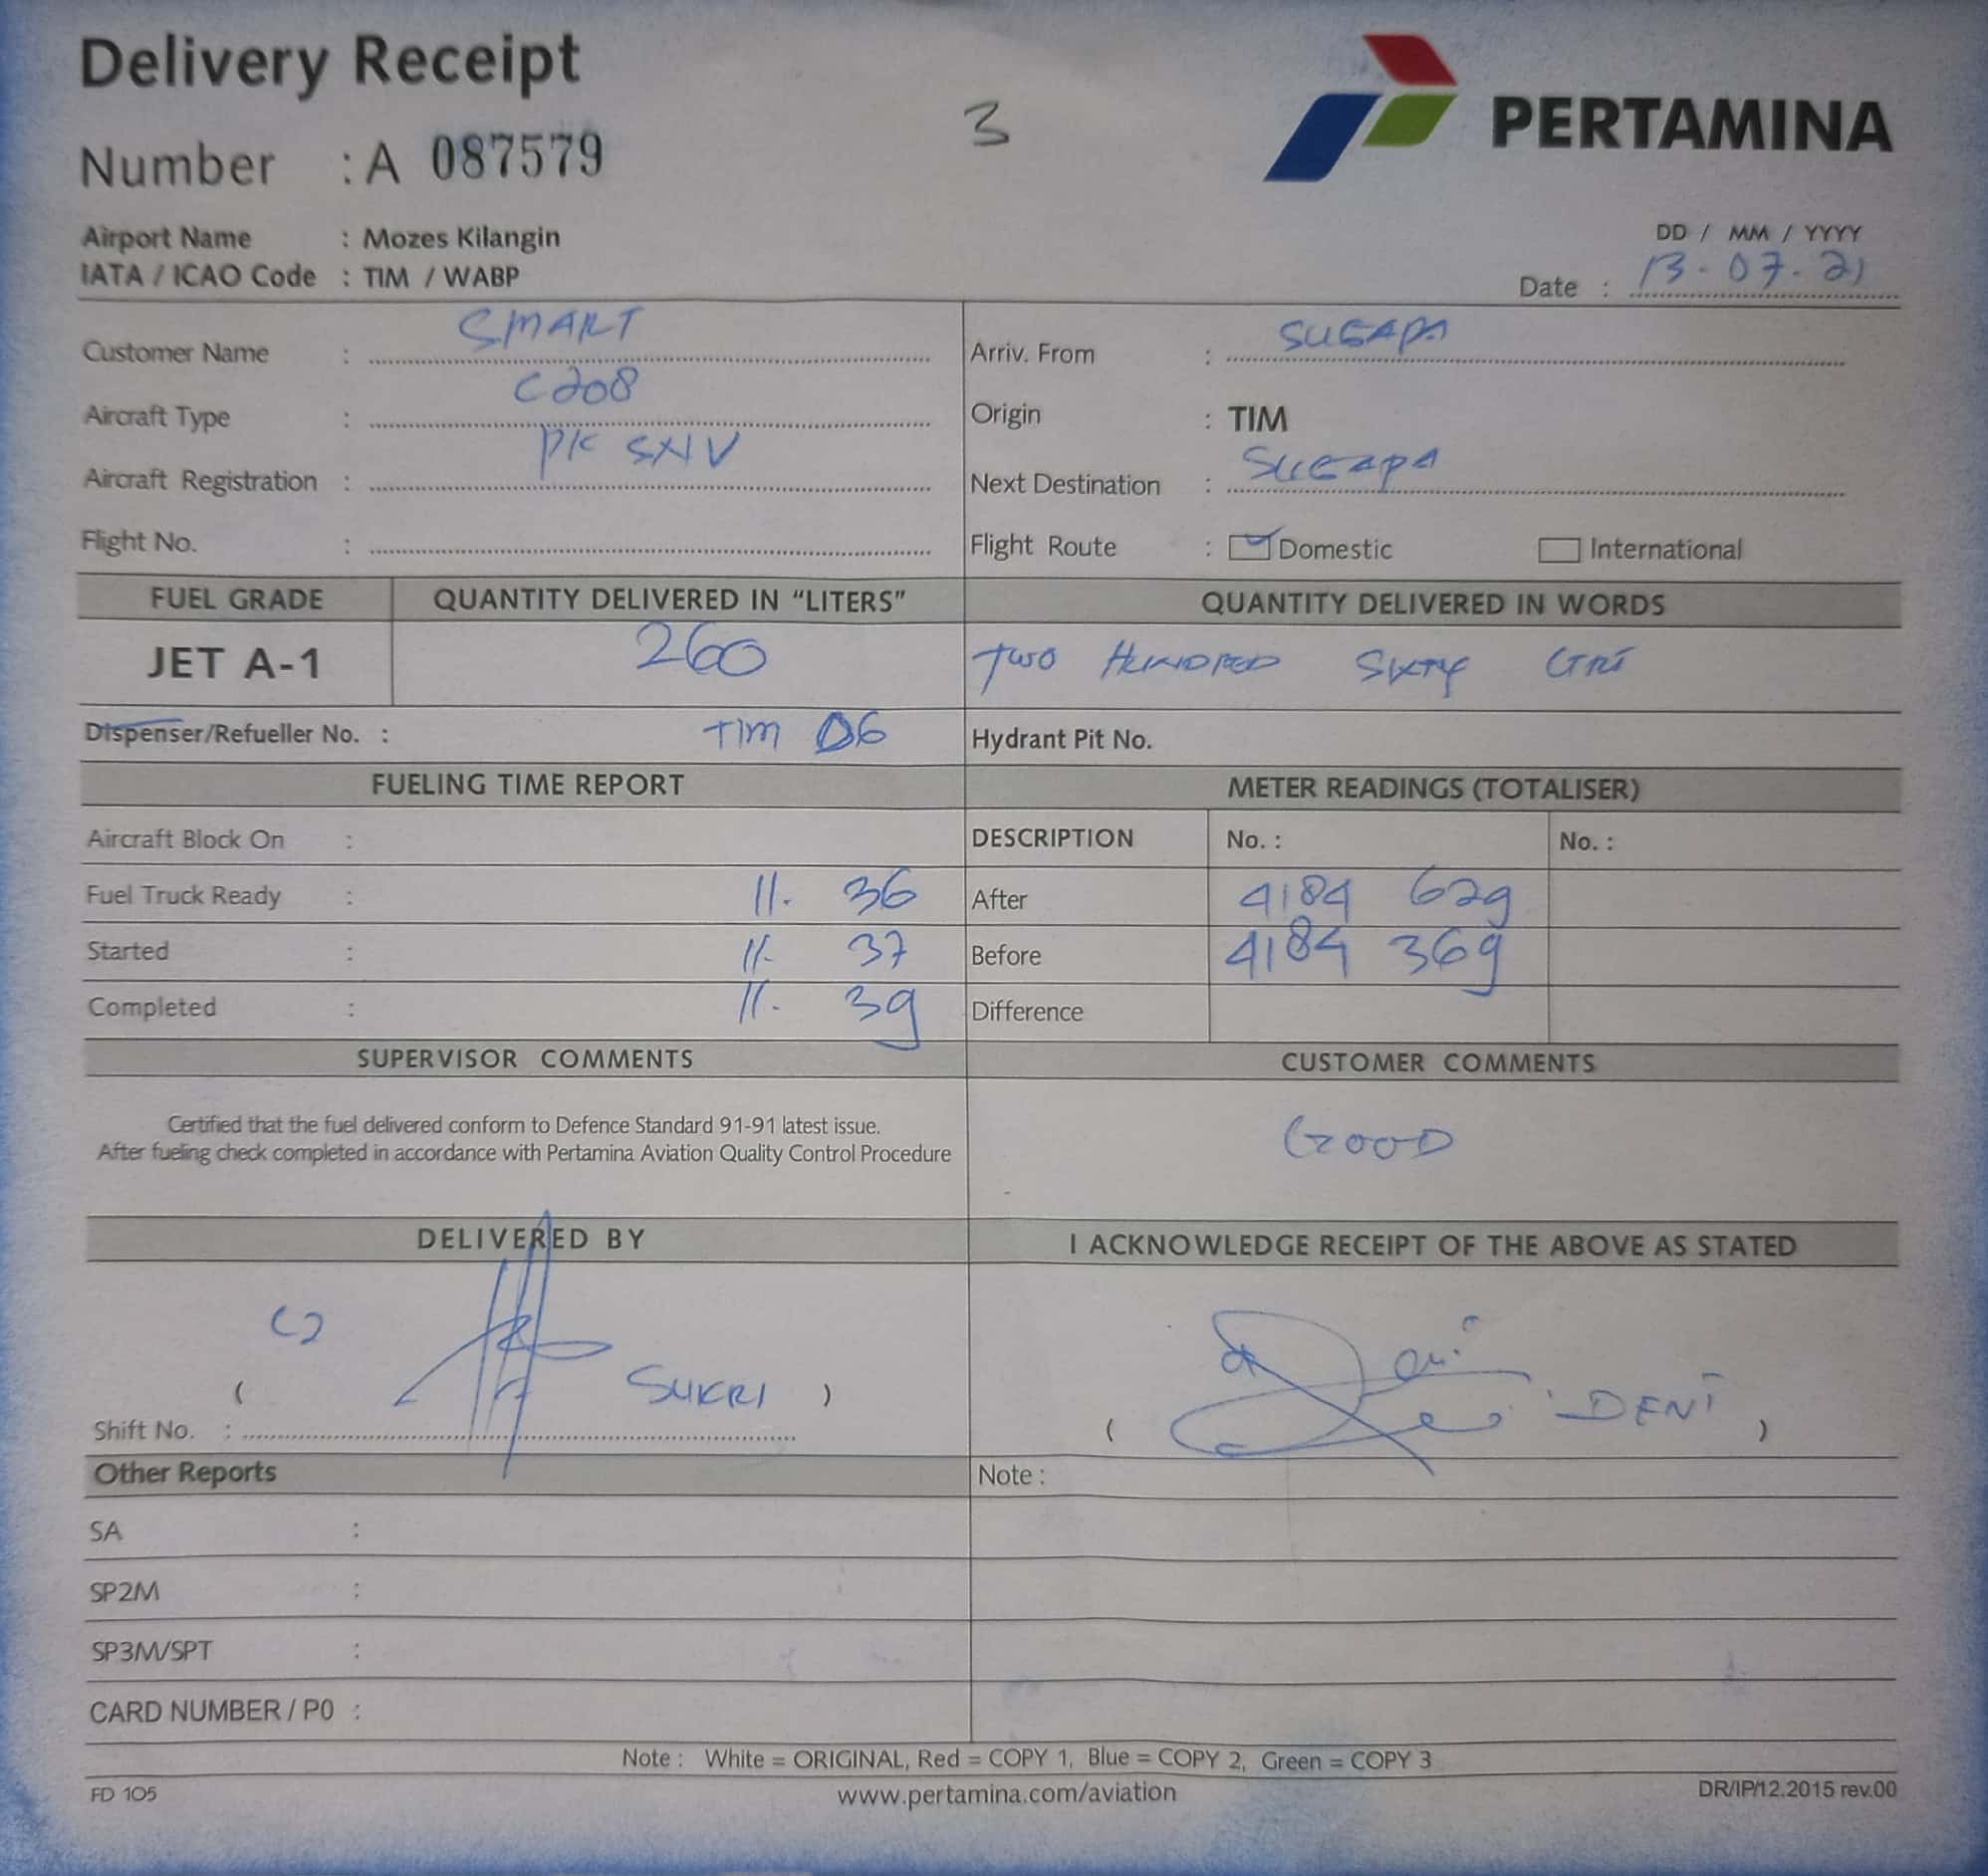 Delivery Receipt
3
PERTAMINA
Number : A 087579
Airport Name : Mozes Kilangin
IATA / ICAO Code : TIM / WABP
DD / MM / YYYY
Date : 13-07-21
Customer Name : SMART
Arriv. From : SUGAPA
Aircraft Type : C208
Origin : TIM
Aircraft Registration : PK SNV
Next Destination : SUGAPA
Flight No. :
Flight Route : Domestic International
FUEL GRADE QUANTITY DELIVERED IN "LITERS" QUANTITY DELIVERED IN WORDS
JET A-1 260 TWO HUNDRED SIXTY LTRS
Dispenser/Refueller No. : TIM 06 Hydrant Pit No.
FUELING TIME REPORT METER READINGS (TOTALISER)
Aircraft Block On : DESCRIPTION No. : No. :
Fuel Truck Ready : 11. 36 After 4184 629
Started : 11. 37 Before 4184 369
Completed : 11. 39 Difference
SUPERVISOR COMMENTS CUSTOMER COMMENTS
Certified that the fuel delivered conform to Defence Standard 91-91 latest issue.
After fueling check completed in accordance with Pertamina Aviation Quality Control Procedure
GOOD
DELIVERED BY I ACKNOWLEDGE RECEIPT OF THE ABOVE AS STATED
( SUKRI )
( DENI )
Shift No. :
Other Reports Note :
SA :
SP2M :
SP3M/SPT :
CARD NUMBER / P0 :
Note : White = ORIGINAL, Red = COPY 1, Blue = COPY 2, Green = COPY 3
FD 105 www.pertamina.com/aviation DR/IP/12.2015 rev.00